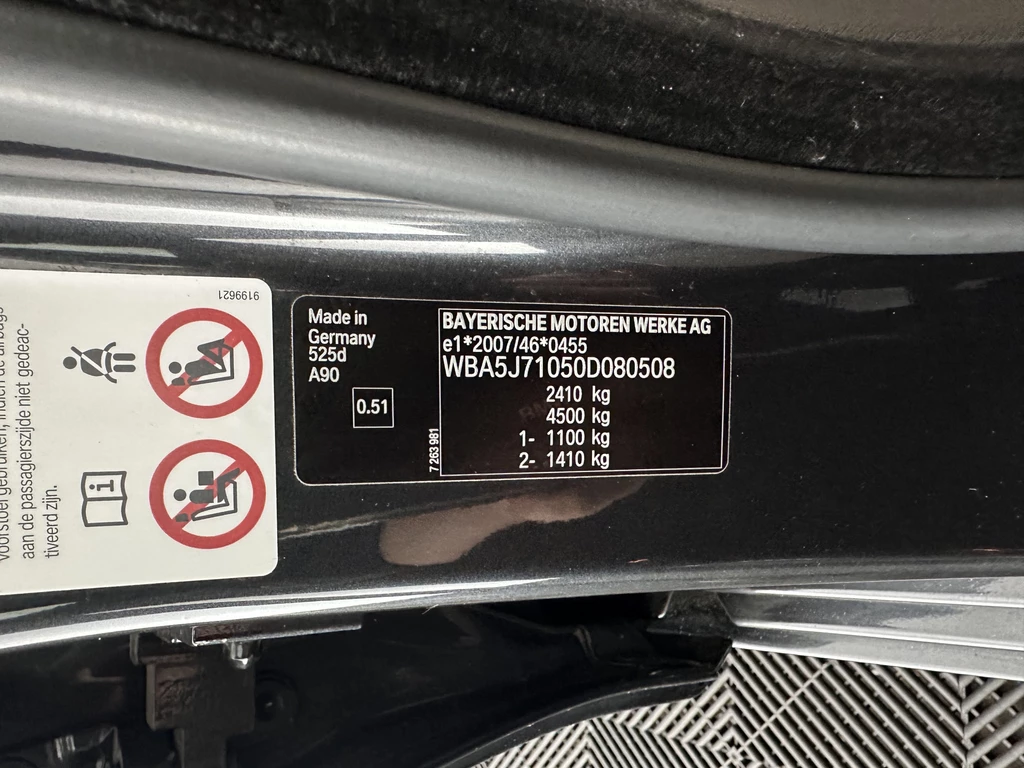 9199621
aan de passagierszijde niet gedeac-
tiveerd zijn.
Made in
Germany
525d
A90
0.51
7 263 981
BAYERISCHE MOTOREN WERKE AG
e1*2007/46*0455
WBA5J71050D080508
2410 kg
4500 kg
1- 1100 kg
2- 1410 kg